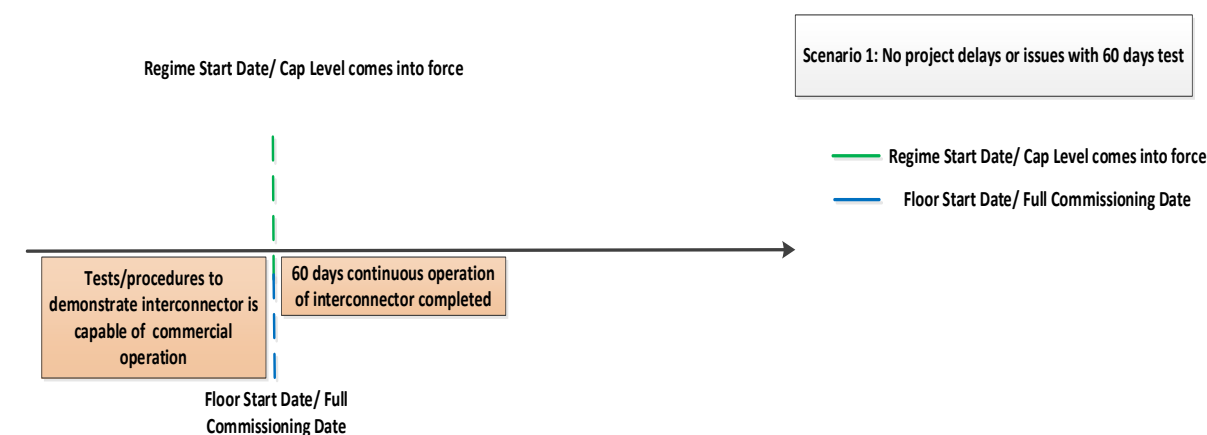 Scenario 1: No project delays or issues with 60 days test
Regime Start Date/ Cap Level comes into force
Regime Start Date/ Cap Level comes into force
Floor Start Date/ Full Commissioning Date
Tests/procedures to
demonstrate interconnector is
capable of commercial
operation
60 days continuous operation
of interconnector completed
Floor Start Date/ Full
Commissioning Date